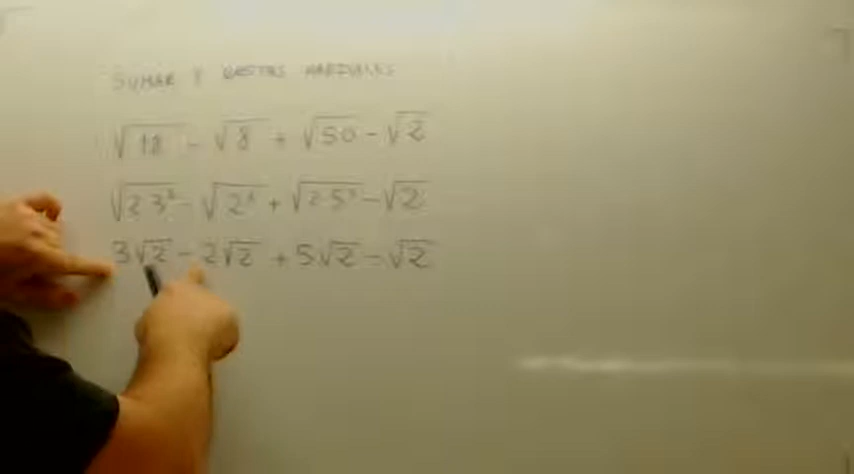 SUMAR Y RESTAR RADICALES
√18 - √8 + √50 - √2
√2·3² - √2³ + √2·5² - √2
3√2 - 2√2 + 5√2 - √2